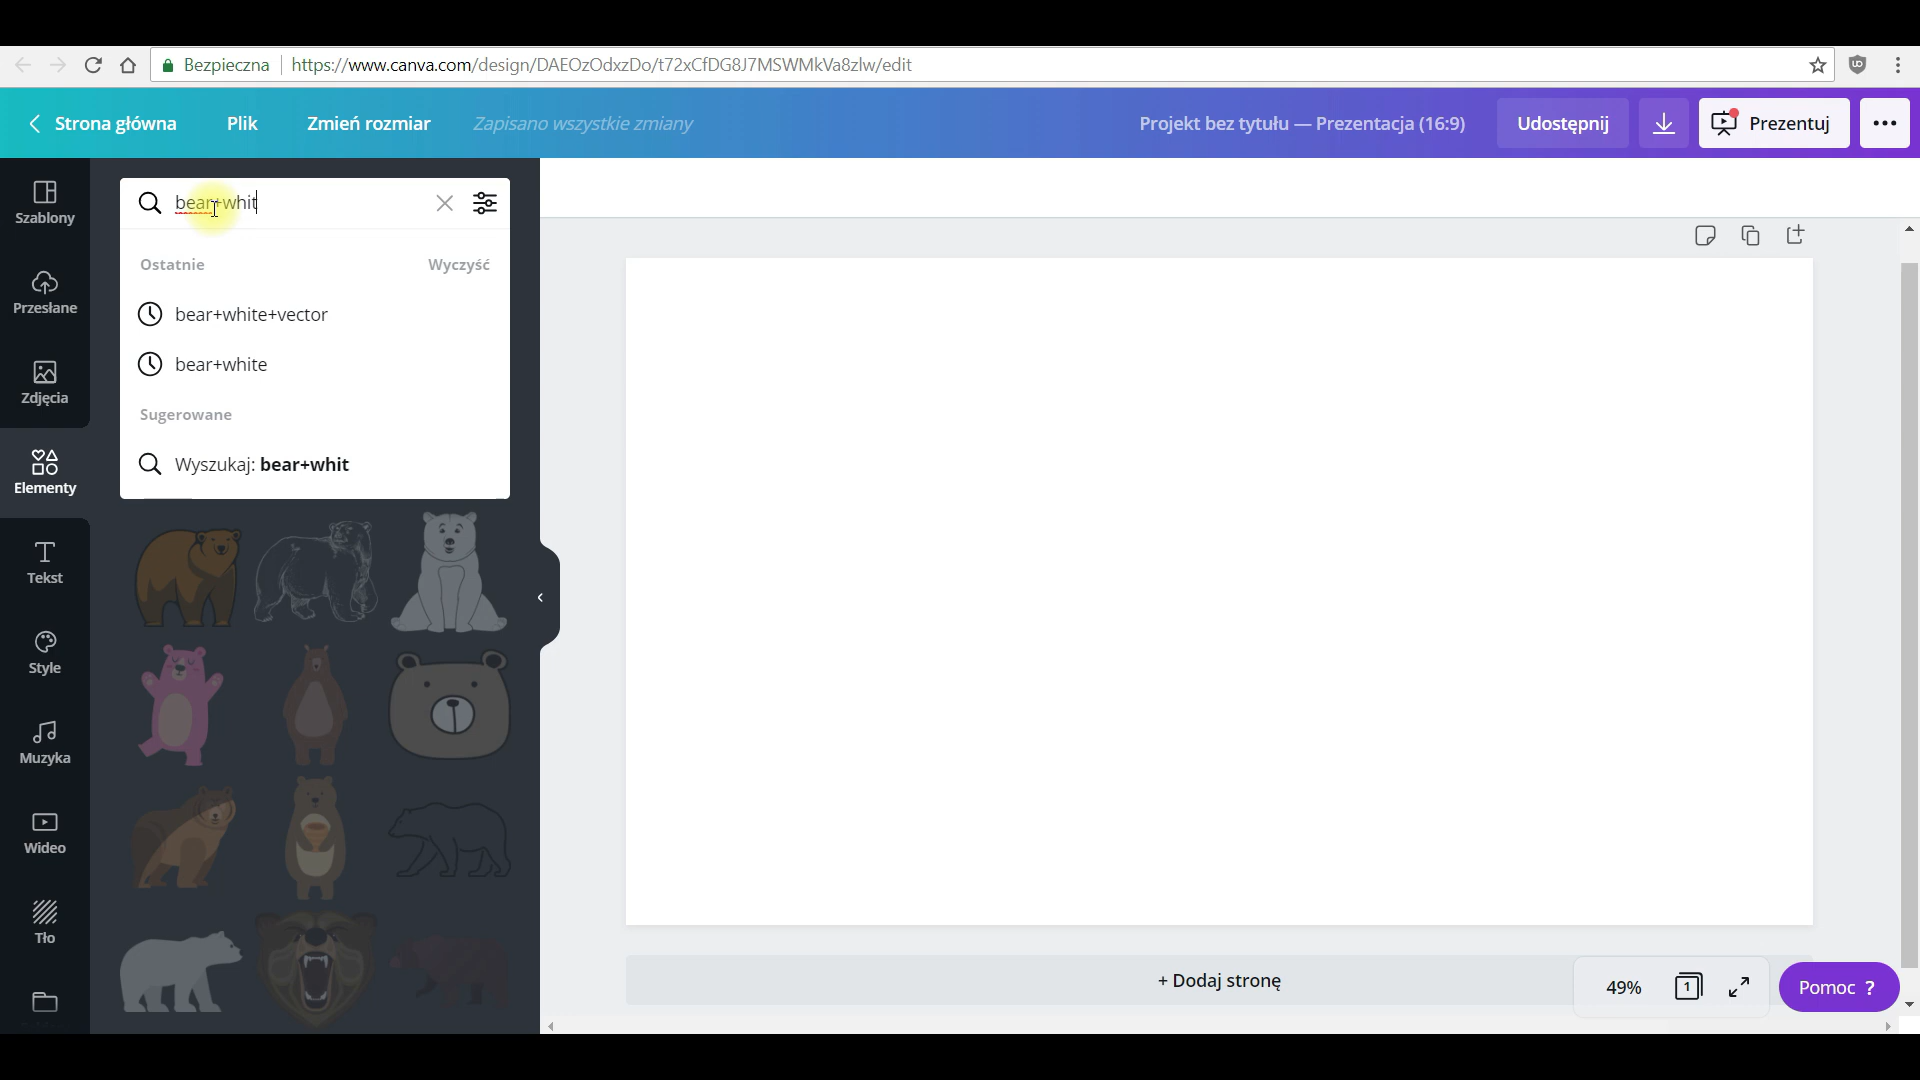 Bezpieczna https://www.canva.com/design/DAEOzOdxzDo/t72xCfDG8J7MSWMkVa8zlw/edit
Strona główna Plik Zmień rozmiar Zapisano wszystkie zmiany Projekt bez tytułu — Prezentacja (16:9) Udostępnij Prezentuj
Szablony
Przesłane
Zdjęcia
Elementy
Tekst
Style
Muzyka
Wideo
Tło
bear+whit
Ostatnie Wyczyść
bear+white+vector
bear+white
Sugerowane
Wyszukaj: bear+whit
+ Dodaj stronę
49% 1 Pomoc ?